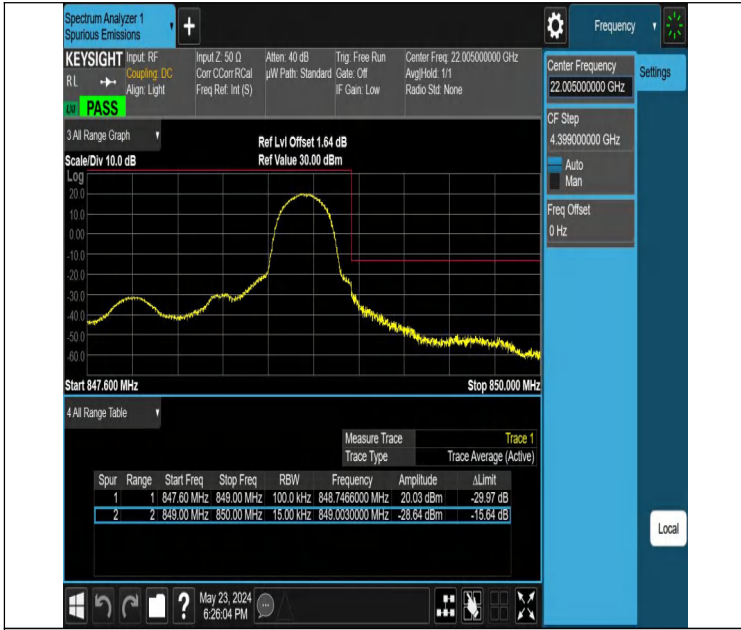 Spectrum Analyzer 1
Spurious Emissions
Frequency
KEYSIGHT
RL
Input: RF
Coupling: DC
Align: Light
Input Z: 50 Ω
Corr CCorr RCal
Freq Ref: Int (S)
Atten: 40 dB
µW Path: Standard
Trig: Free Run
Gate: Off
IF Gain: Low
Center Freq: 22.005000000 GHz
Avg|Hold: 1/1
Radio Std: None
PASS
Center Frequency
22.005000000 GHz
Settings
CF Step
4.399000000 GHz
Auto
Man
Freq Offset
0 Hz
3 All Range Graph
Ref Lvl Offset 1.64 dB
Scale/Div 10.0 dB
Ref Value 30.00 dBm
Log
20.0
10.0
0.00
-10.0
-20.0
-30.0
-40.0
-50.0
-60.0
Start 847.600 MHz
Stop 850.000 MHz
4 All Range Table
Measure Trace Trace 1
Trace Type Trace Average (Active)
Spur Range Start Freq Stop Freq RBW Frequency Amplitude ΔLimit
1 1 847.60 MHz 849.00 MHz 100.0 kHz 848.7466000 MHz 20.03 dBm -29.97 dB
2 2 849.00 MHz 850.00 MHz 15.00 kHz 849.0030000 MHz -28.64 dBm -15.64 dB
Local
May 23, 2024
6:26:04 PM